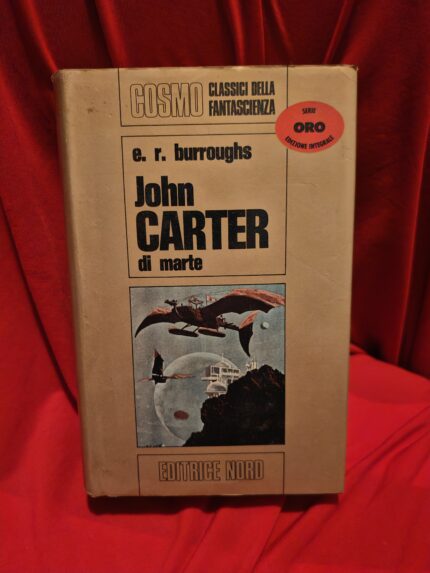 COSMO
CLASSICI DELLA
FANTASCIENZA
SERIE
ORO
EDIZIONE INTEGRALE
e. r. burroughs
John
CARTER
di marte
EDITRICE NORD